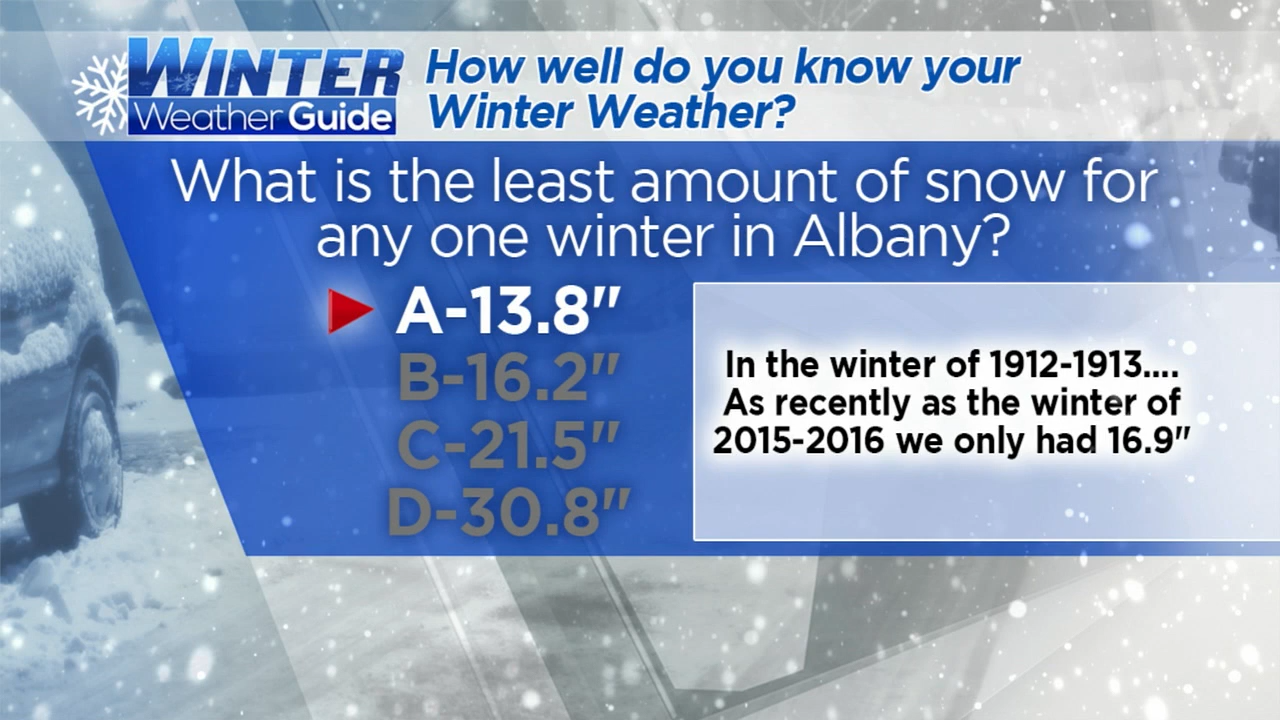 WINTER
Weather Guide
How well do you know your
Winter Weather?
What is the least amount of snow for
any one winter in Albany?
A-13.8"
B-16.2"
C-21.5"
D-30.8"
In the winter of 1912-1913....
As recently as the winter of
2015-2016 we only had 16.9"